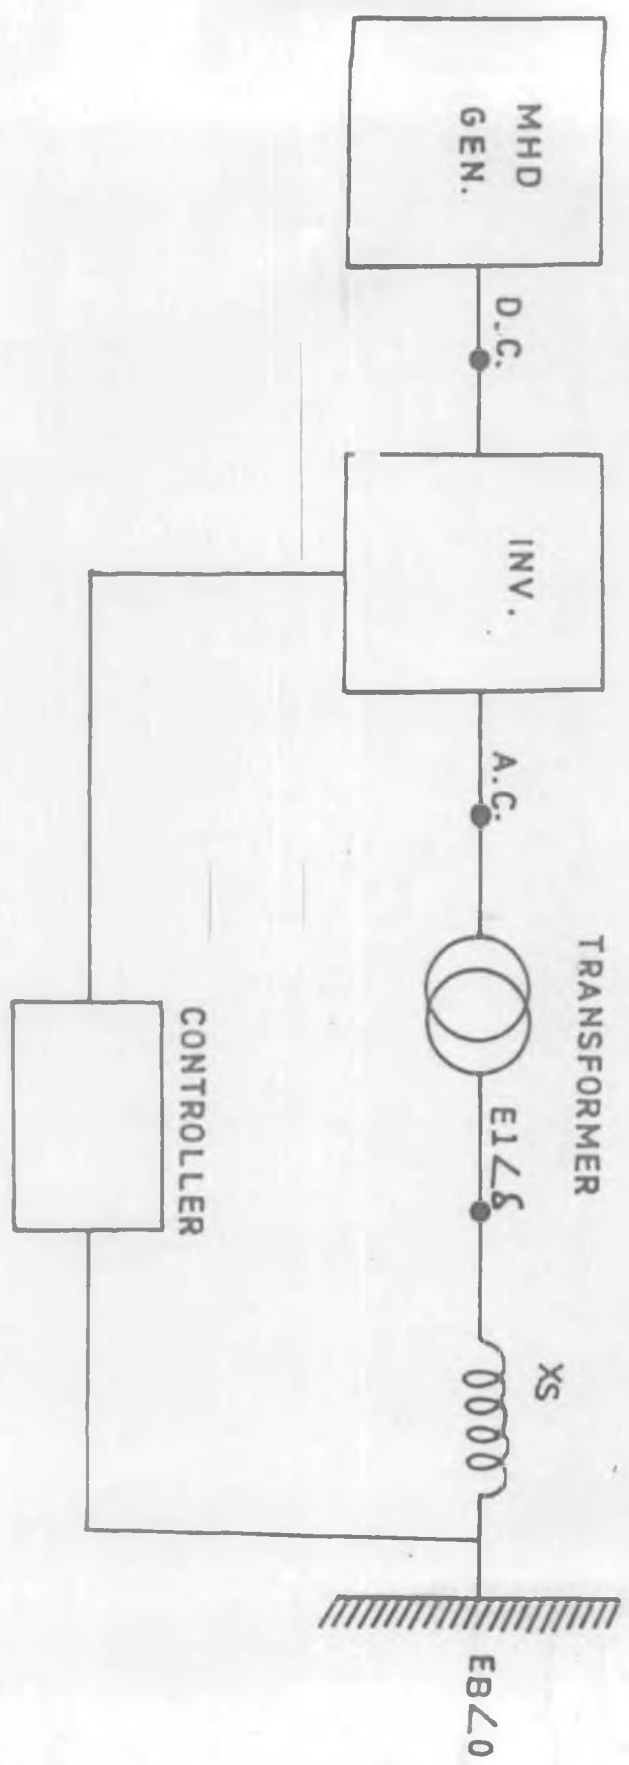 MHD
GEN.
D.C.
INV.
A.C.
TRANSFORMER
E1∠δ
XS
EB∠0
CONTROLLER